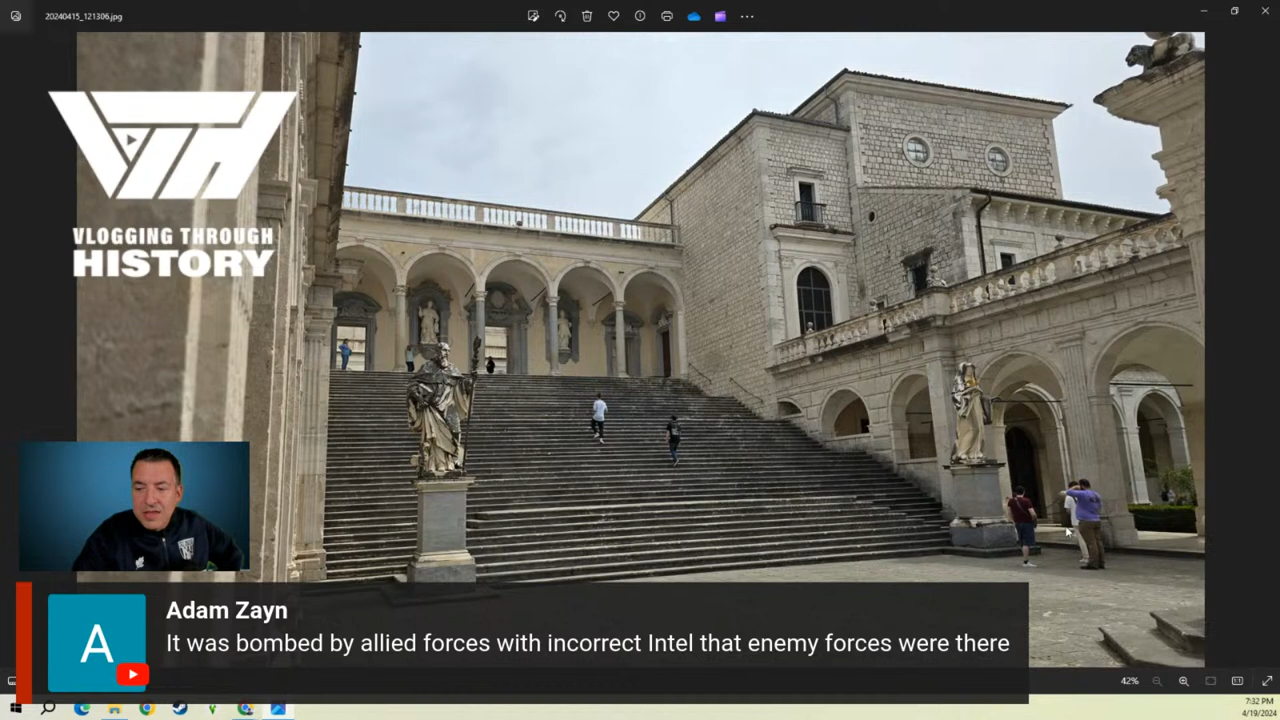 20240415_121306.jpg
VTH
VLOGGING THROUGH
HISTORY
A
Adam Zayn
It was bombed by allied forces with incorrect Intel that enemy forces were there
42%
7:32 PM
4/19/2024